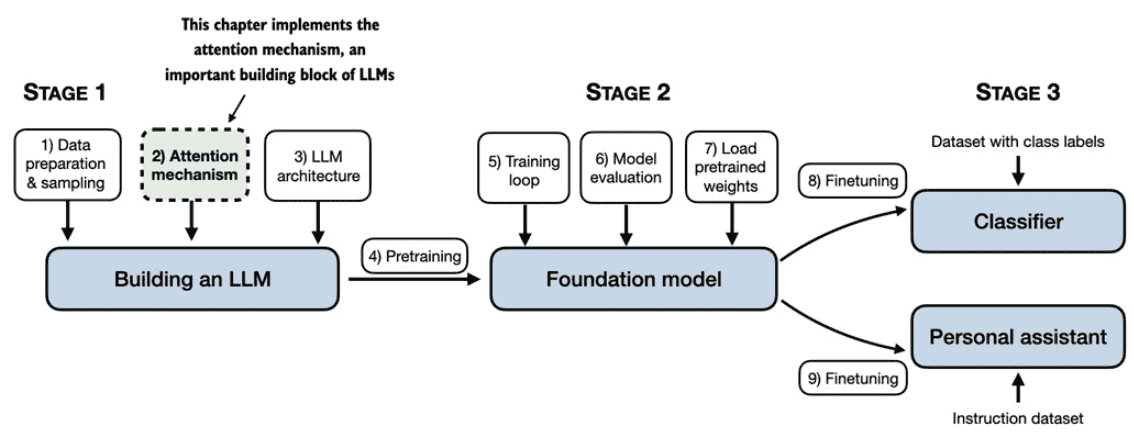 This chapter implements the
attention mechanism, an
important building block of LLMs
STAGE 1
STAGE 2
STAGE 3
1) Data
preparation
& sampling
2) Attention
mechanism
3) LLM
architecture
5) Training
loop
6) Model
evaluation
7) Load
pretrained
weights
Dataset with class labels
8) Finetuning
Classifier
Building an LLM
4) Pretraining
Foundation model
Personal assistant
9) Finetuning
Instruction dataset